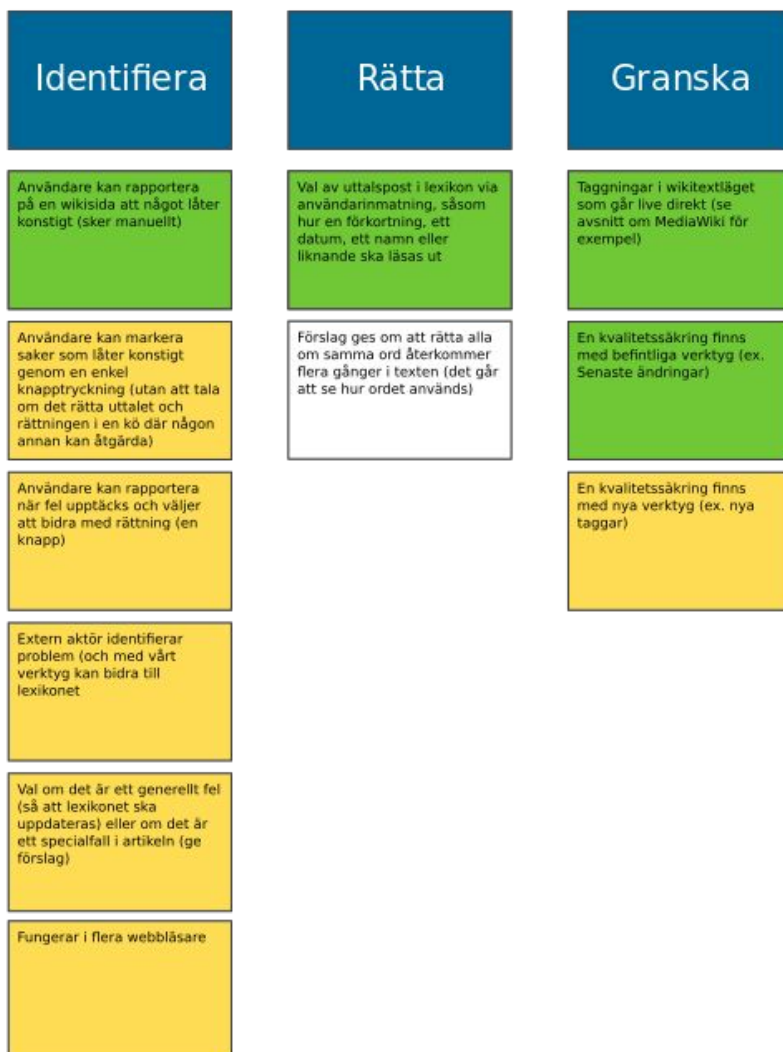 Identifiera
Rätta
Granska
Användare kan rapportera
på en wikisida att något låter
konstigt (sker manuellt)
Val av uttalspost i lexikon via
användarinmatning, såsom
hur en förkortning, ett
datum, ett namn eller
liknande ska läsas ut
Taggningar i wikitextläget
som går live direkt (se
avsnitt om MediaWiki för
exempel)
Användare kan markera
saker som låter konstigt
genom en enkel
knapptryckning (utan att tala
om det rätta uttalet och
rättningen i en kö där någon
annan kan åtgärda)
Förslag ges om att rätta alla
om samma ord återkommer
flera gånger i texten (det går
att se hur ordet används)
En kvalitetssäkring finns
med befintliga verktyg (ex.
Senaste ändringar)
Användare kan rapportera
när fel upptäcks och väljer
att bidra med rättning (en
knapp)
En kvalitetssäkring finns
med nya verktyg (ex. nya
taggar)
Extern aktör identifierar
problem (och med vårt
verktyg kan bidra till
lexikonet
Val om det är ett generellt fel
(så att lexikonet ska
uppdateras) eller om det är
ett specialfall i artikeln (ge
förslag)
Fungerar i flera webbläsare